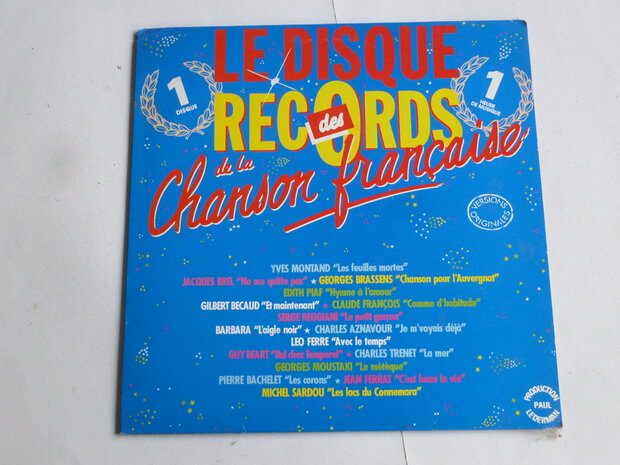 LE DISQUE
1
DISQUE
1
HEURE
DE MUSIQUE
des
RECORDS
de la
Chanson française
VERSIONS
ORIGINALES
YVES MONTAND "Les feuilles mortes"
JACQUES BREL "Ne me quitte pas" ★ GEORGES BRASSENS "Chanson pour l'Auvergnat"
EDITH PIAF "Hymne à l'amour"
GILBERT BECAUD "Et maintenant" ★ CLAUDE FRANÇOIS "Comme d'habitude"
SERGE REGGIANI "Le petit garçon"
BARBARA "L'aigle noir" ★ CHARLES AZNAVOUR "Je m'voyais déjà"
LEO FERRE "Avec le temps"
GUY BEART "Bal chez Temporel" ★ CHARLES TRENET "La mer"
GEORGES MOUSTAKI "Le métèque"
PIERRE BACHELET "Les corons" ★ JEAN FERRAT "C'est beau la vie"
MICHEL SARDOU "Les lacs du Connemara"
PRODUCTION
PAUL
LEDERMAN